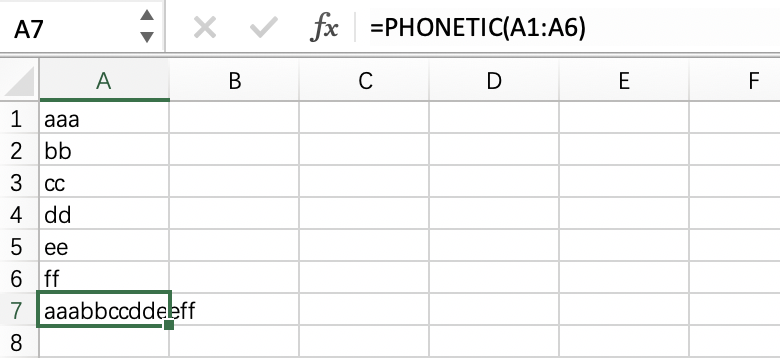 A7 fx =PHONETIC(A1:A6)
A B C D E F
1 aaa
2 bb
3 cc
4 dd
5 ee
6 ff
7 aaabbccddeeff
8